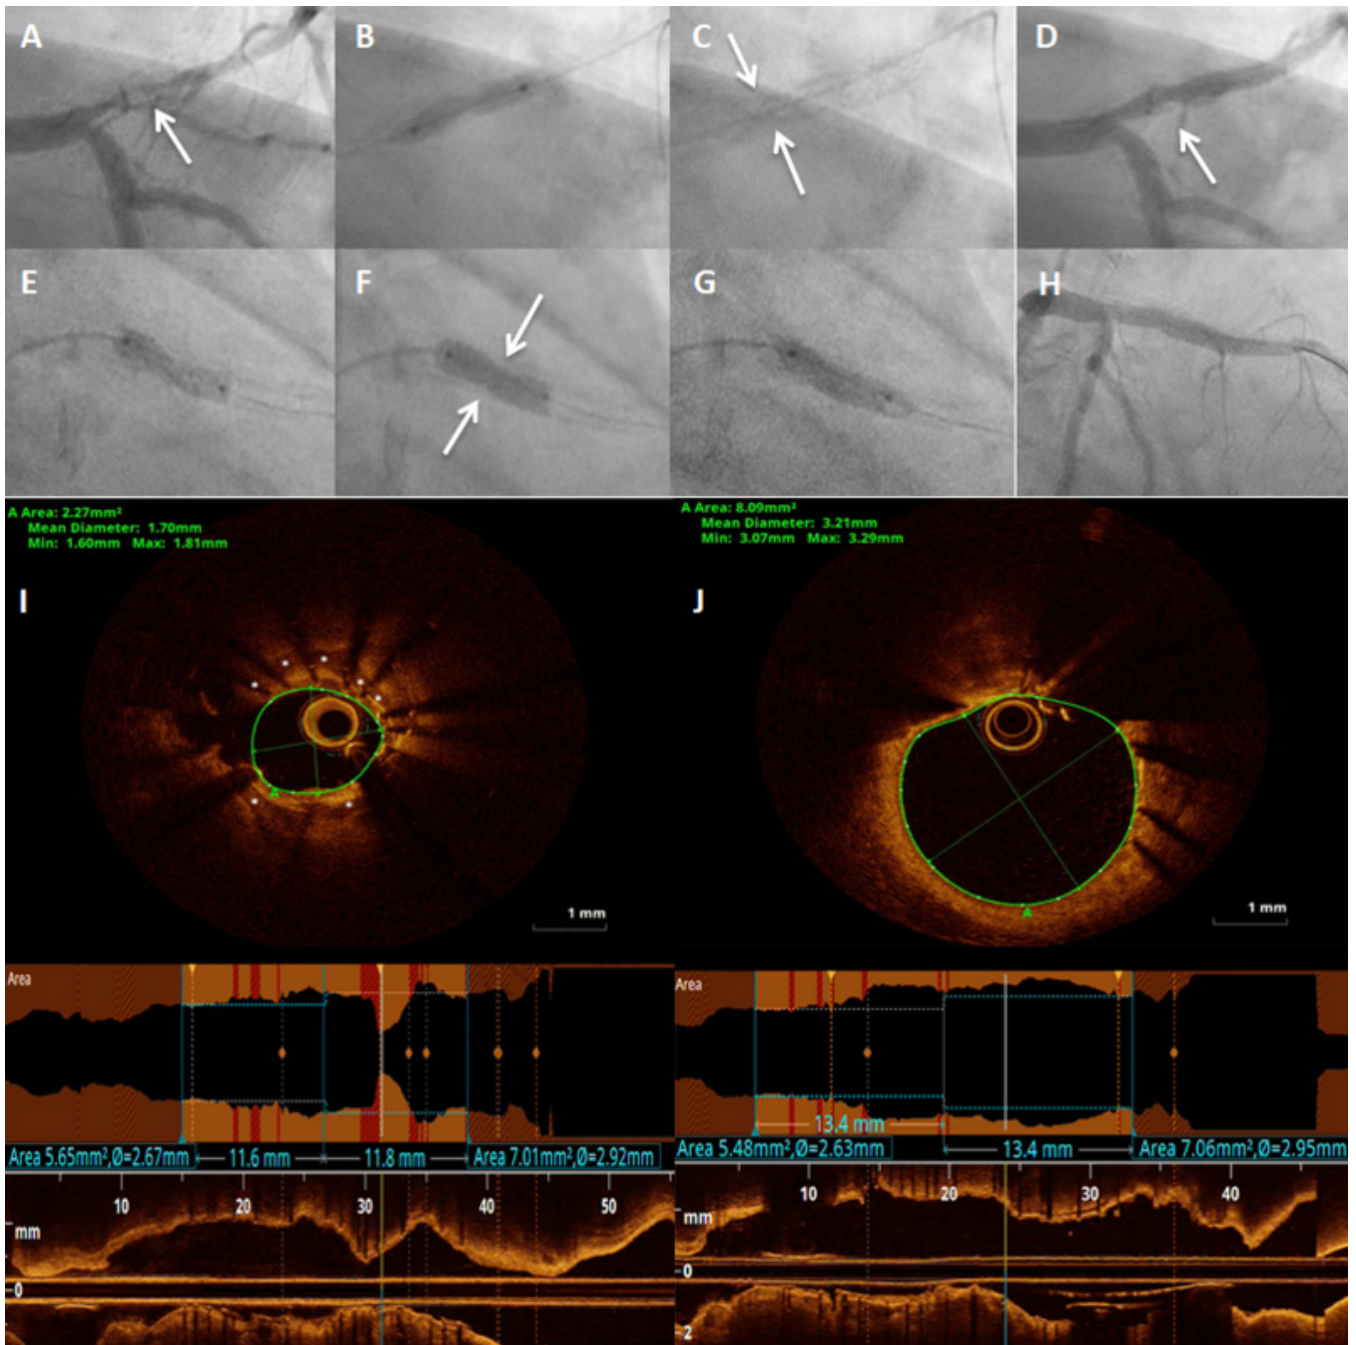 A
B
C
D
E
F
G
H
A Area: 2.27mm²
Mean Diameter: 1.70mm
Min: 1.60mm Max: 1.81mm
I
A
1 mm
A Area: 8.09mm²
Mean Diameter: 3.21mm
Min: 3.07mm Max: 3.29mm
J
A
1 mm
Area
Area 5.65mm²,Ø=2.67mm
11.6 mm
11.8 mm
Area 7.01mm²,Ø=2.92mm
10 20 30 40 50
mm
0
Area
13.4 mm
Area 5.48mm²,Ø=2.63mm
13.4 mm
Area 7.06mm²,Ø=2.95mm
10 20 30 40
mm
0
-2